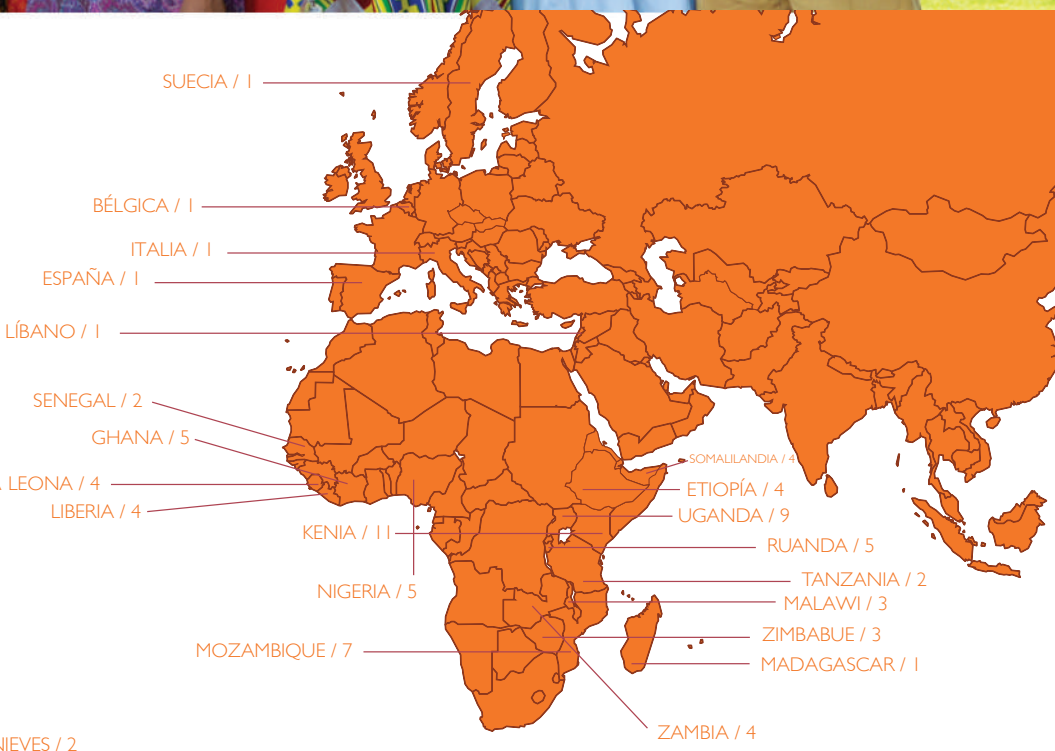 SUECIA / 1
BÉLGICA / 1
ITALIA / 1
ESPAÑA / 1
LÍBANO / 1
SENEGAL / 2
GHANA / 5
SOMALILANDIA / 4
A LEONA / 4
ETIOPÍA / 4
LIBERIA / 4
UGANDA / 9
KENIA / 11
RUANDA / 5
NIGERIA / 5
TANZANIA / 2
MALAWI / 3
ZIMBABUE / 3
MOZAMBIQUE / 7
MADAGASCAR / 1
ZAMBIA / 4
NIEVES / 2